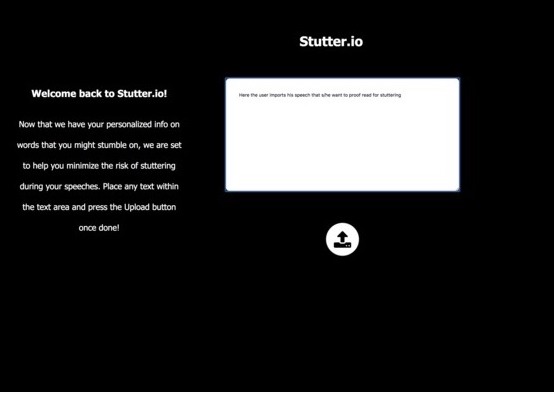 Stutter.io
Welcome back to Stutter.io!
Now that we have your personalized info on
words that you might stumble on, we are set
to help you minimize the risk of stuttering
during your speeches. Place any text within
the text area and press the Upload button
once done!
Here the user imports his speech that s/he want to proof read for stuttering